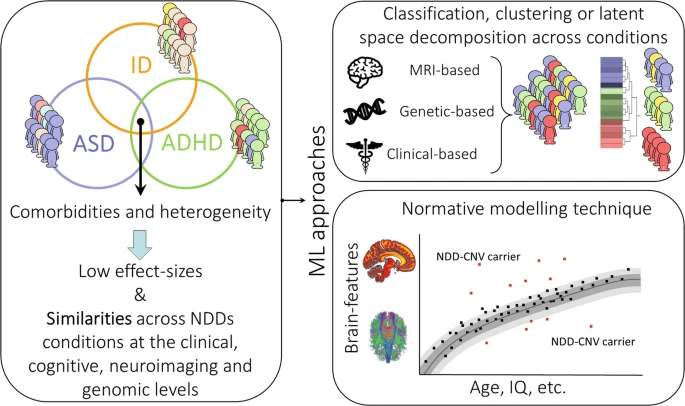 ID
ASD
ADHD
Comorbidities and heterogeneity
Low effect-sizes
&
Similarities across NDDs
conditions at the clinical,
cognitive, neuroimaging and
genomic levels
ML approaches
Classification, clustering or latent
space decomposition across conditions
MRI-based
Genetic-based
Clinical-based
Normative modelling technique
Brain-features
NDD-CNV carrier
NDD-CNV carrier
Age, IQ, etc.